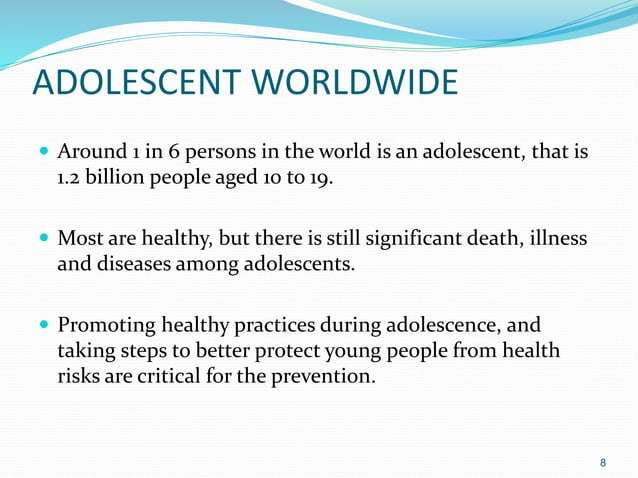 ADOLESCENT WORLDWIDE
Around 1 in 6 persons in the world is an adolescent, that is
1.2 billion people aged 10 to 19.
Most are healthy, but there is still significant death, illness
and diseases among adolescents.
Promoting healthy practices during adolescence, and
taking steps to better protect young people from health
risks are critical for the prevention.
8